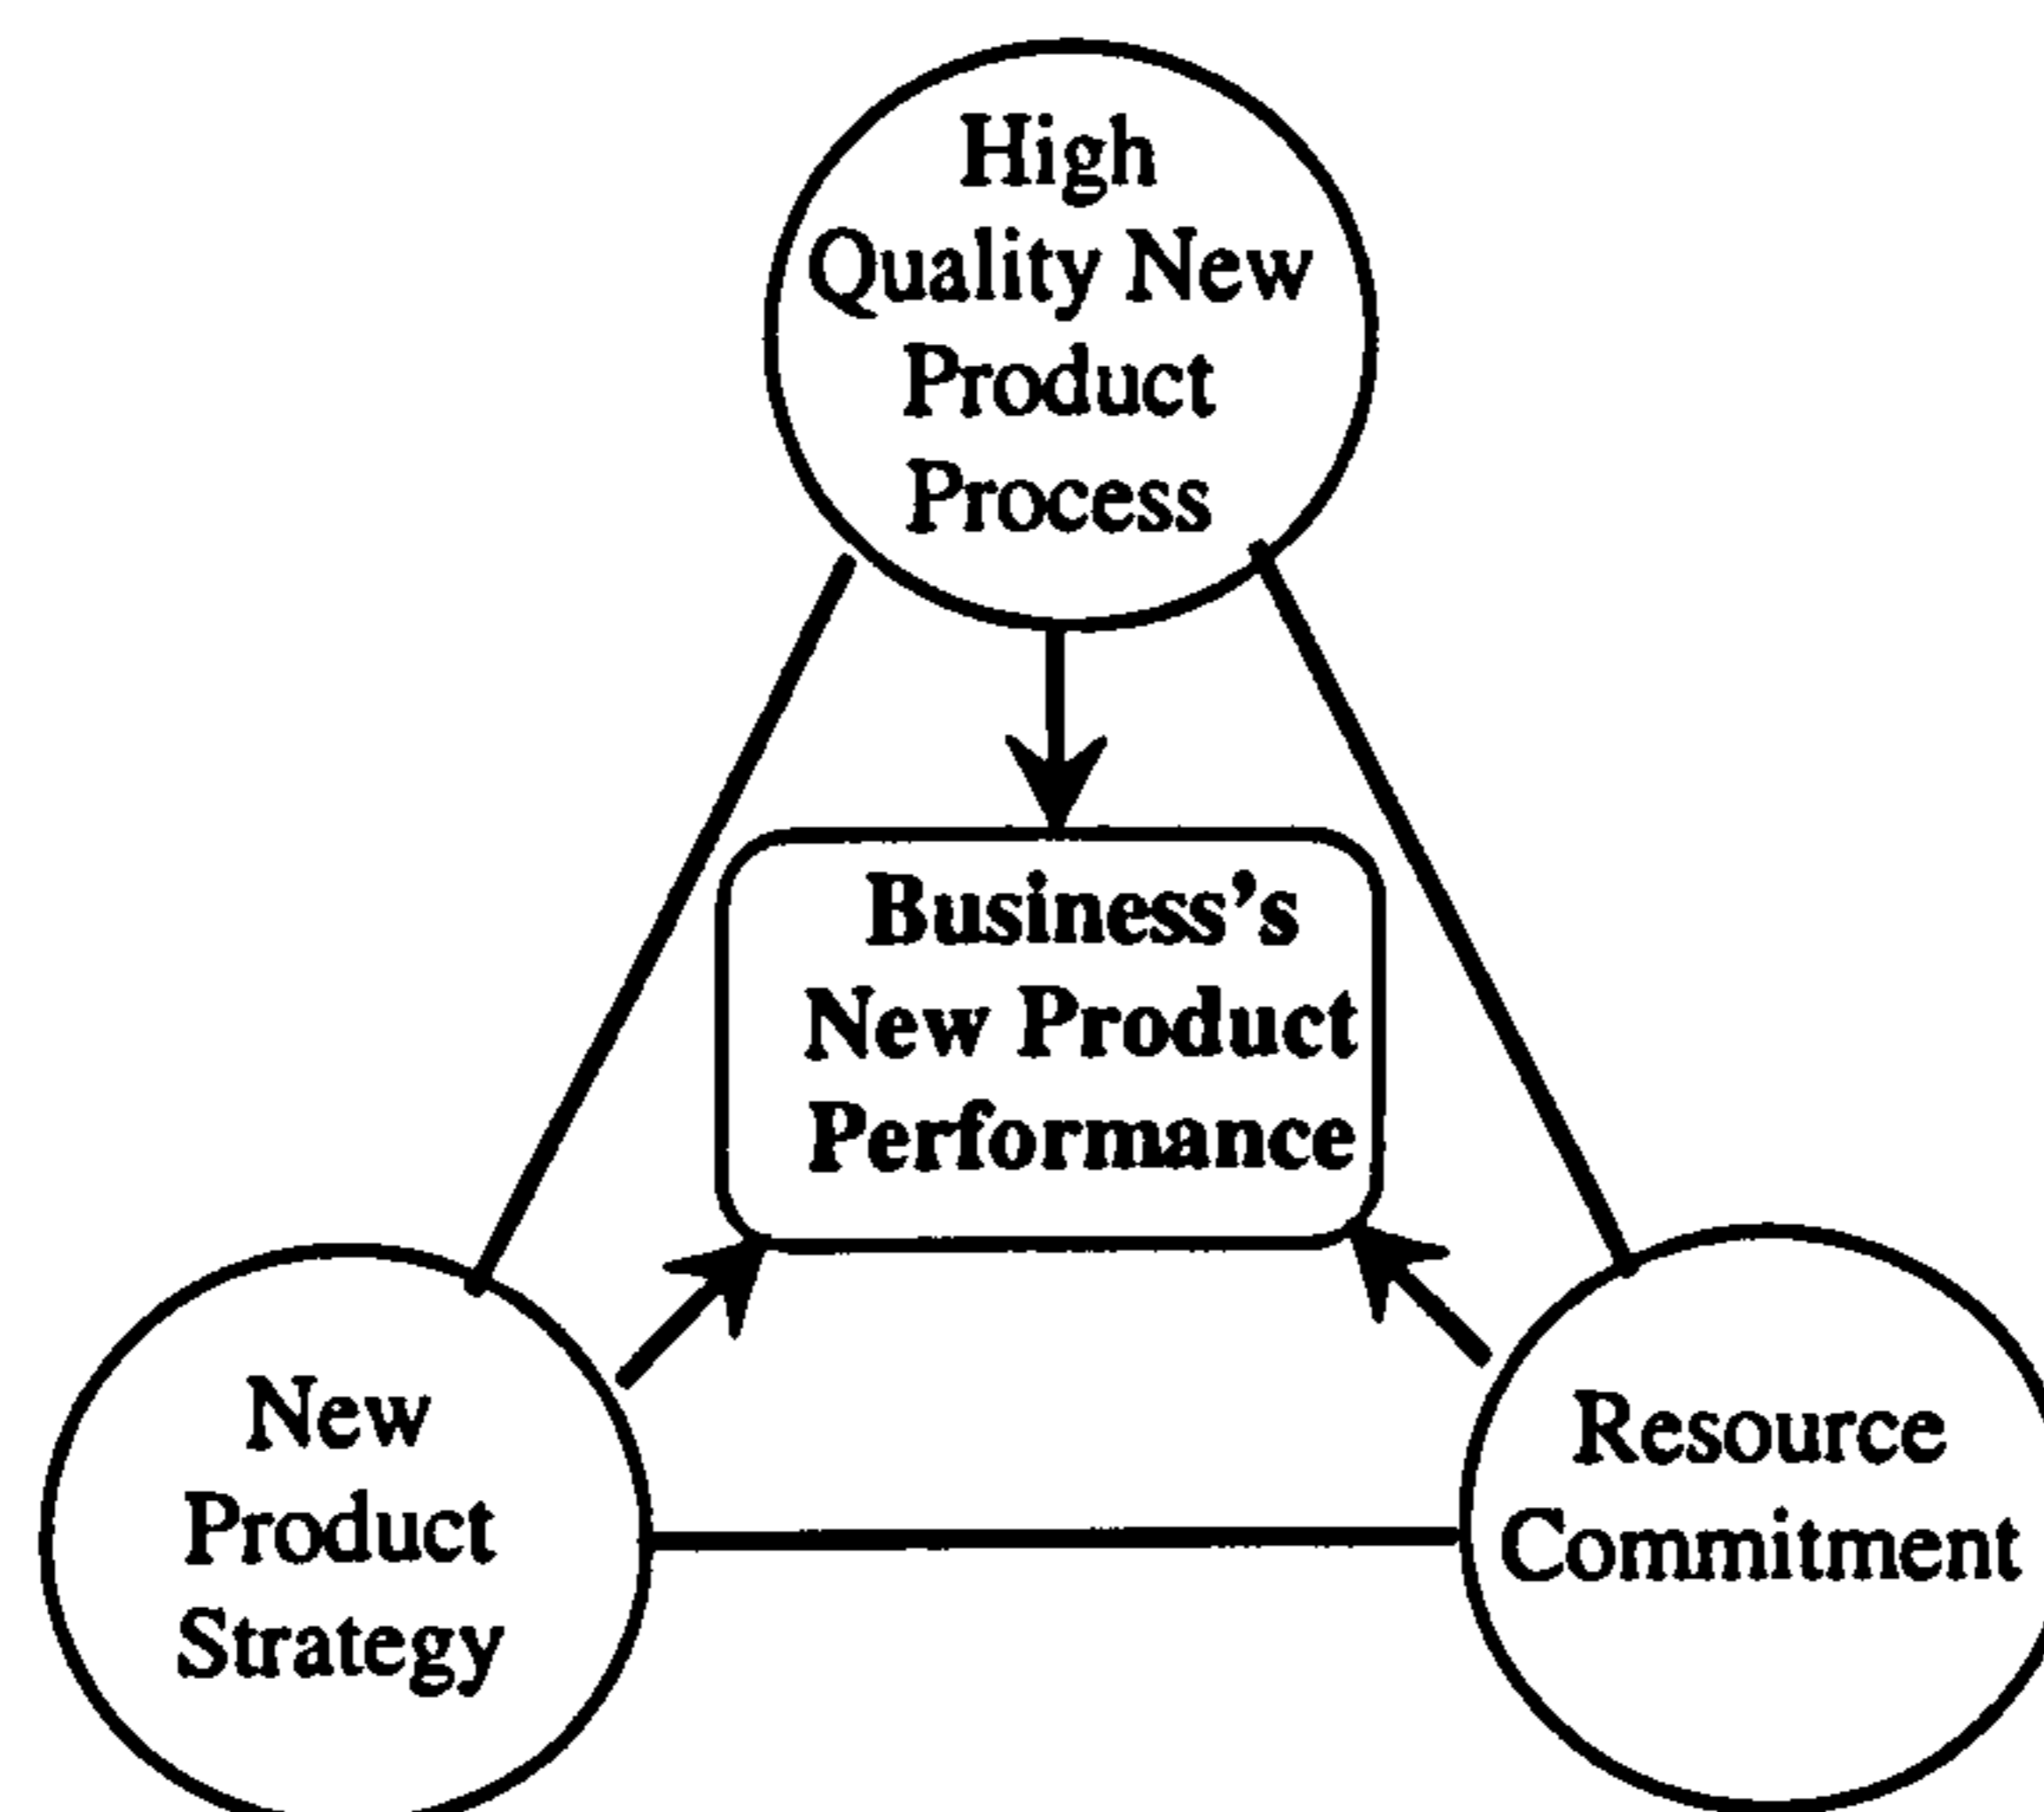 High
Quality New
Product
Process
Business’s
New Product
Performance
New
Product
Strategy
Resource
Commitment